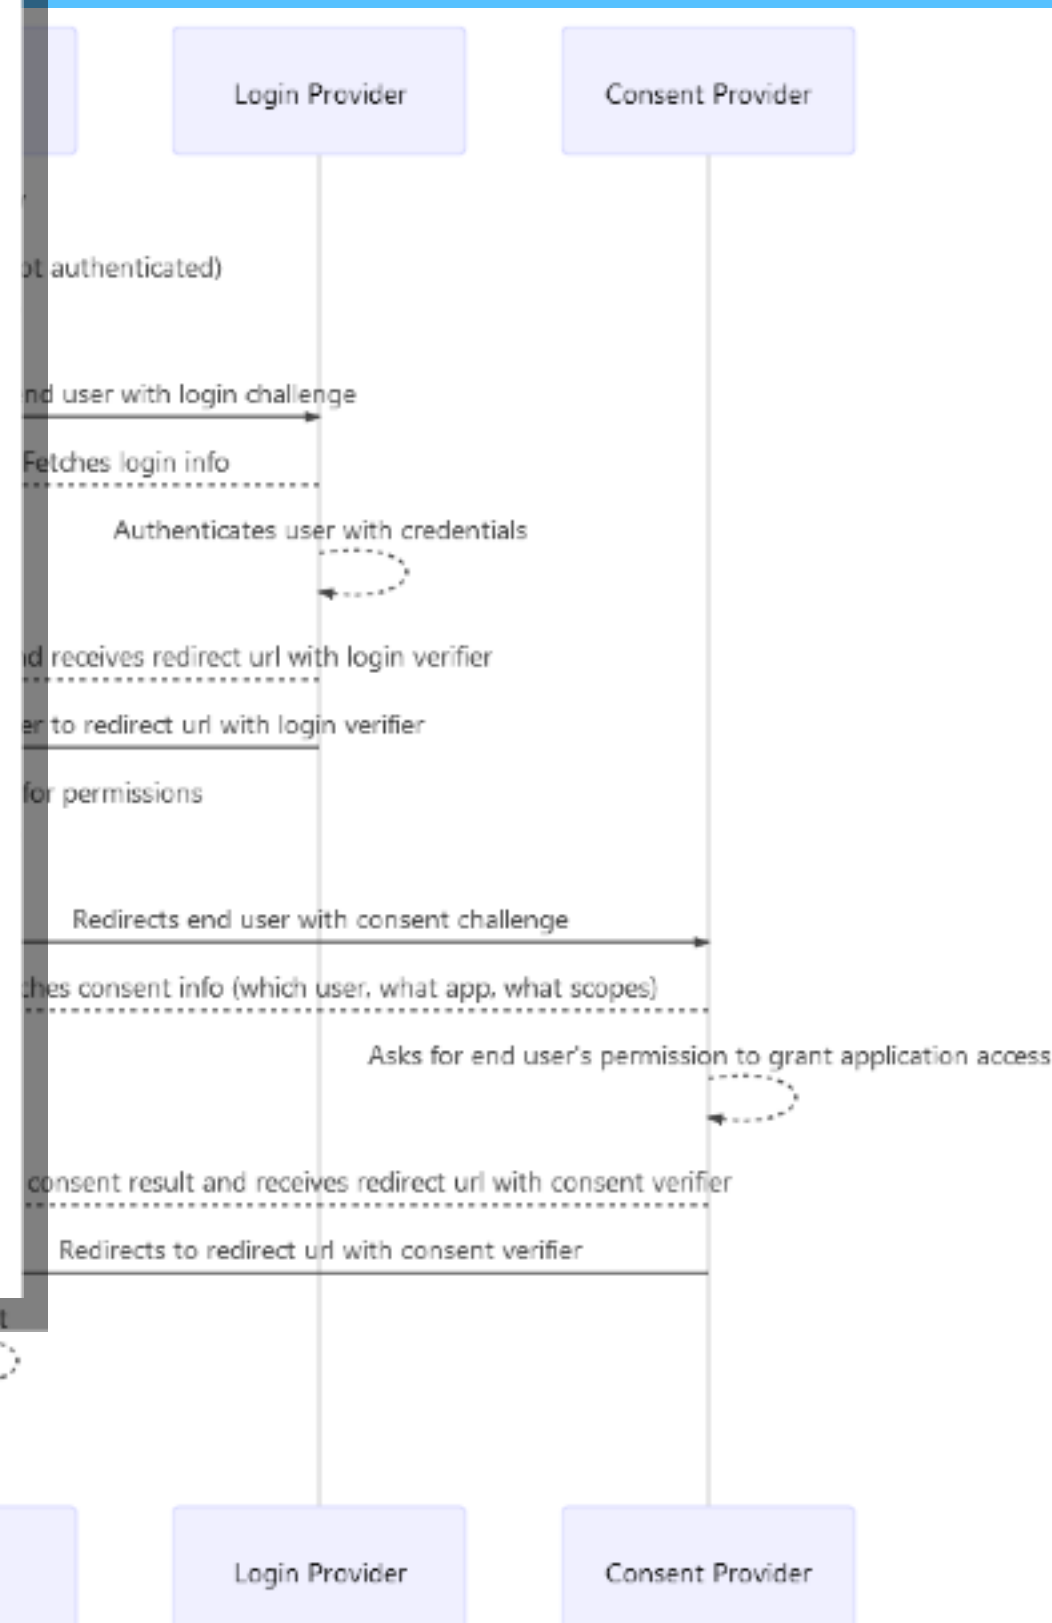 Login Provider
Consent Provider
authenticated)
user with login challenge
Fetches login info
Authenticates user with credentials
receives redirect url with login verifier
to redirect url with login verifier
for permissions
Redirects end user with consent challenge
consent info (which user, what app, what scopes)
Asks for end user's permission to grant application access
consent result and receives redirect url with consent verifier
Redirects to redirect url with consent verifier
Login Provider
Consent Provider